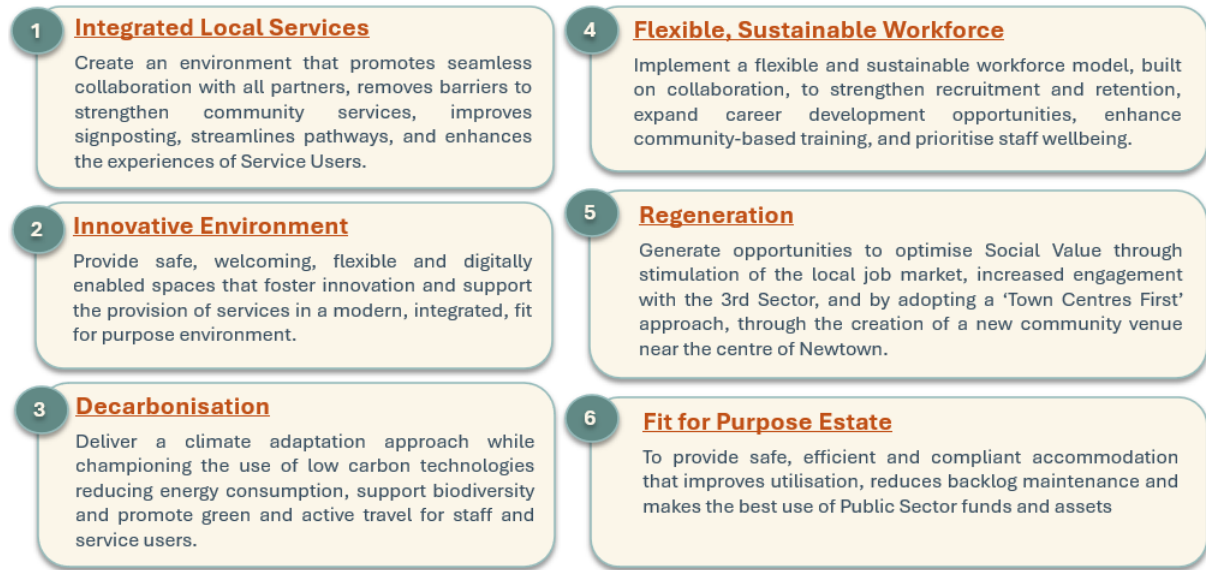 1
Integrated Local Services
Create an environment that promotes seamless
collaboration with all partners, removes barriers to
strengthen community services, improves
signposting, streamlines pathways, and enhances
the experiences of Service Users.
2
Innovative Environment
Provide safe, welcoming, flexible and digitally
enabled spaces that foster innovation and support
the provision of services in a modern, integrated, fit
for purpose environment.
3
Decarbonisation
Deliver a climate adaptation approach while
championing the use of low carbon technologies
reducing energy consumption, support biodiversity
and promote green and active travel for staff and
service users.
4
Flexible, Sustainable Workforce
Implement a flexible and sustainable workforce model, built
on collaboration, to strengthen recruitment and retention,
expand career development opportunities, enhance
community-based training, and prioritise staff wellbeing.
5
Regeneration
Generate opportunities to optimise Social Value through
stimulation of the local job market, increased engagement
with the 3rd Sector, and by adopting a ‘Town Centres First’
approach, through the creation of a new community venue
near the centre of Newtown.
6
Fit for Purpose Estate
To provide safe, efficient and compliant accommodation
that improves utilisation, reduces backlog maintenance and
makes the best use of Public Sector funds and assets